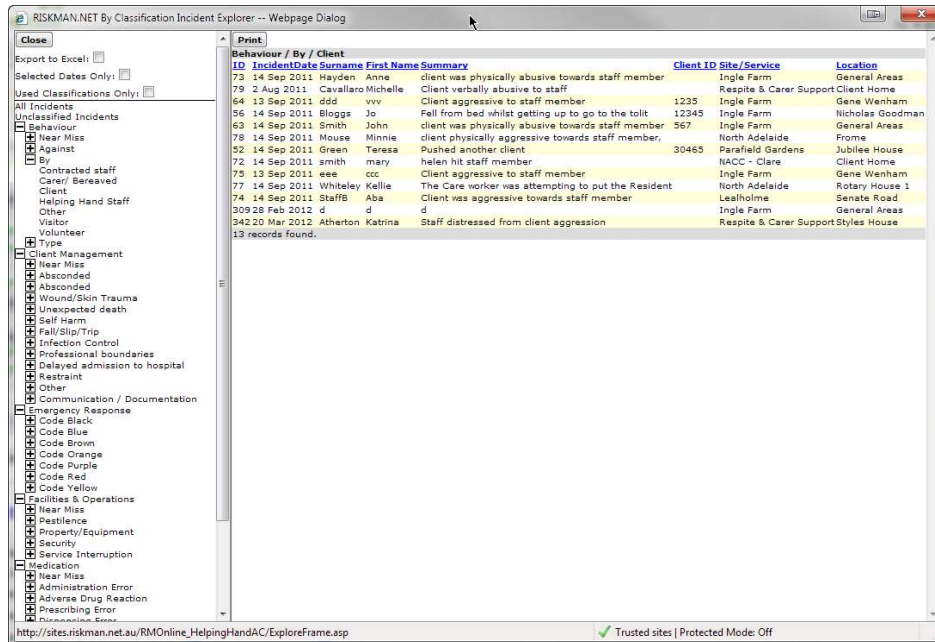 RISKMAN.NET By Classification Incident Explorer -- Webpage Dialog
Close
Export to Excel:
Selected Dates Only:
Used Classifications Only:
All Incidents
Unclassified Incidents
Behaviour
Near Miss
Against
By
Contracted staff
Carer/ Bereaved
Client
Helping Hand Staff
Other
Visitor
Volunteer
Type
Client Management
Near Miss
Absconded
Absconded
Wound/Skin Trauma
Unexpected death
Self Harm
Fall/Slip/Trip
Infection Control
Professional boundaries
Delayed admission to hospital
Restraint
Other
Communication / Documentation
Emergency Response
Code Black
Code Blue
Code Brown
Code Orange
Code Purple
Code Red
Code Yellow
Facilities & Operations
Near Miss
Pestilence
Property/Equipment
Security
Service Interruption
Medication
Near Miss
Administration Error
Adverse Drug Reaction
Prescribing Error
Dispensing Error
Print
Behaviour / By / Client
ID IncidentDate Surname First Name Summary Client ID Site/Service Location
73 14 Sep 2011 Hayden Anne client was physically abusive towards staff member Ingle Farm General Areas
79 2 Aug 2011 Cavallaro Michelle Client verbally abusive to staff Respite & Carer Support Client Home
64 13 Sep 2011 ddd vvv Client aggressive to staff member 1235 Ingle Farm Gene Wenham
56 14 Sep 2011 Bloggs Jo Fell from bed whilst getting up to go to the tolit 12345 Ingle Farm Nicholas Goodman
63 14 Sep 2011 Smith John client was physically abusive towards staff member 567 Ingle Farm General Areas
78 14 Sep 2011 Mouse Minnie client physically aggressive towards staff member, North Adelaide Frome
52 14 Sep 2011 Green Teresa Pushed another client 30465 Parafield Gardens Jubilee House
72 14 Sep 2011 smith mary helen hit staff member NACC - Clare Client Home
75 13 Sep 2011 eee ccc Client aggressive to staff member Ingle Farm Gene Wenham
77 14 Sep 2011 Whiteley Kellie The Care worker was attempting to put the Resident North Adelaide Rotary House 1
74 14 Sep 2011 StaffB Aba Client was aggressive towards staff member Lealholme Senate Road
309 28 Feb 2012 d d d Ingle Farm General Areas
342 20 Mar 2012 Atherton Katrina Staff distressed from client aggression Respite & Carer Support Styles House
13 records found.
http://sites.riskman.net.au/RMOnline_HelpingHandAC/ExploreFrame.asp
Trusted sites | Protected Mode: Off